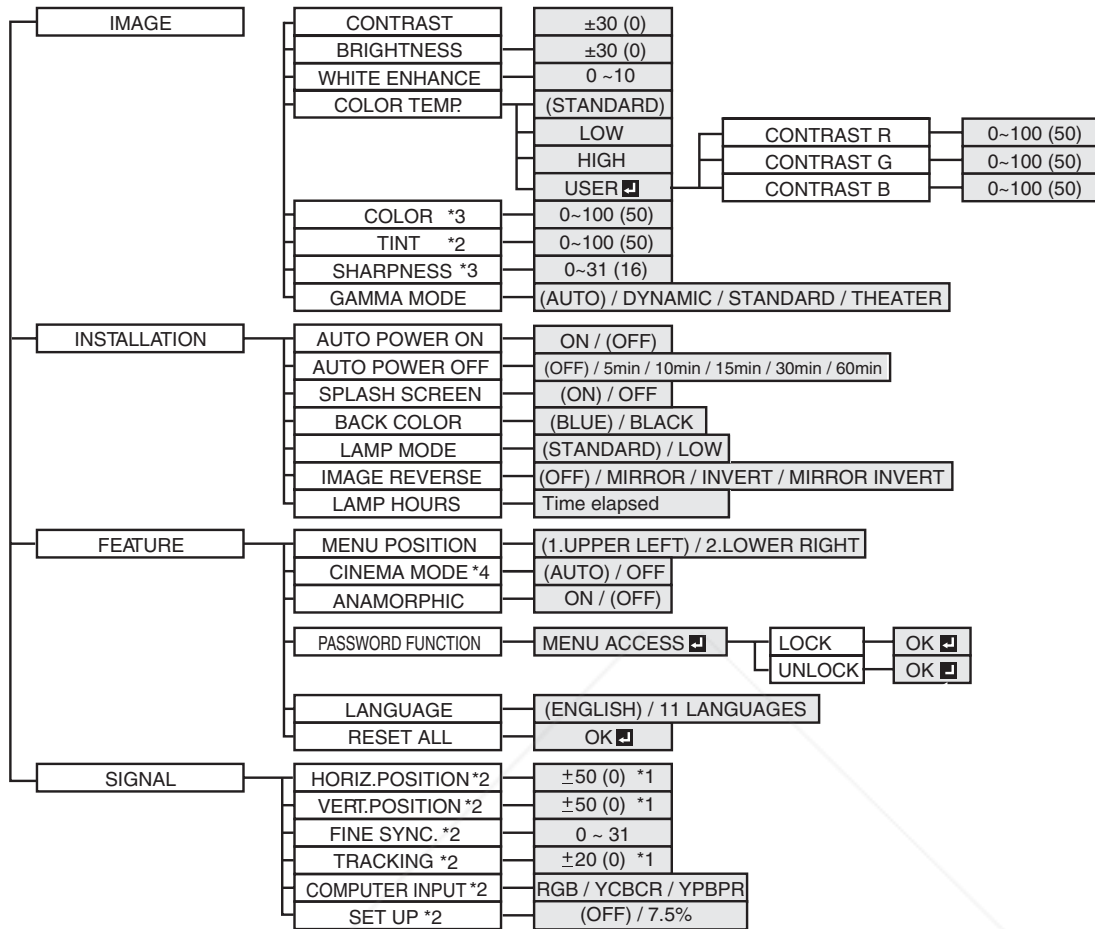 IMAGE CONTRAST ±30 (0)
BRIGHTNESS ±30 (0)
WHITE ENHANCE 0 ~10
COLOR TEMP. (STANDARD)
LOW CONTRAST R 0~100 (50)
HIGH CONTRAST G 0~100 (50)
USER CONTRAST B 0~100 (50)
COLOR *3 0~100 (50)
TINT *2 0~100 (50)
SHARPNESS *3 0~31 (16)
GAMMA MODE (AUTO) / DYNAMIC / STANDARD / THEATER
INSTALLATION AUTO POWER ON ON / (OFF)
AUTO POWER OFF (OFF) / 5min / 10min / 15min / 30min / 60min
SPLASH SCREEN (ON) / OFF
BACK COLOR (BLUE) / BLACK
LAMP MODE (STANDARD) / LOW
IMAGE REVERSE (OFF) / MIRROR / INVERT / MIRROR INVERT
LAMP HOURS Time elapsed
FEATURE MENU POSITION (1.UPPER LEFT) / 2.LOWER RIGHT
CINEMA MODE *4 (AUTO) / OFF
ANAMORPHIC ON / (OFF)
PASSWORD FUNCTION MENU ACCESS LOCK OK
UNLOCK OK
LANGUAGE (ENGLISH) / 11 LANGUAGES
RESET ALL OK
SIGNAL HORIZ.POSITION *2 ±50 (0) *1
VERT.POSITION *2 ±50 (0) *1
FINE SYNC. *2 0 ~ 31
TRACKING *2 ±20 (0) *1
COMPUTER INPUT *2 RGB / YCBCR / YPBPR
SET UP *2 (OFF) / 7.5%